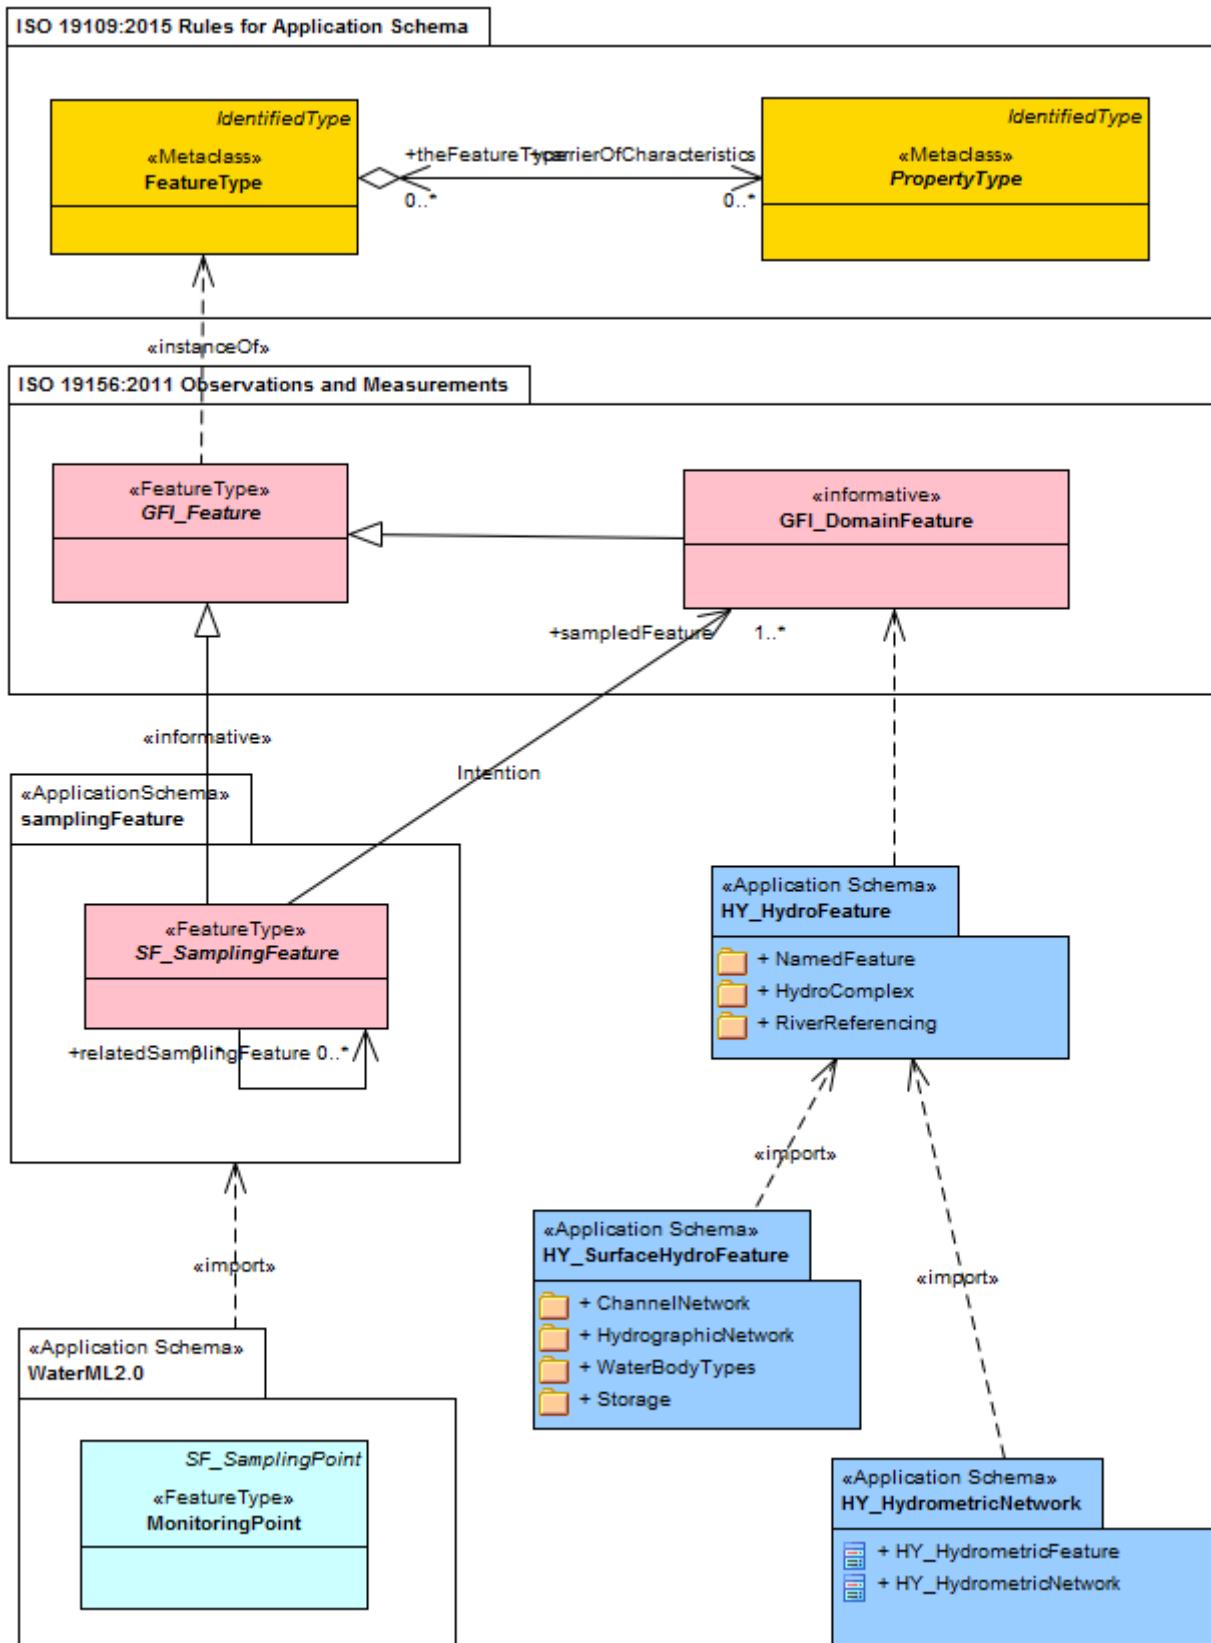 ISO 19109:2015 Rules for Application Schema
IdentifiedType
«Metaclass»
FeatureType
+theFeatureType
+carrierOfCharacteristics
0..*
0..*
IdentifiedType
«Metaclass»
PropertyType
«instanceOf»
ISO 19156:2011 Observations and Measurements
«FeatureType»
GFI_Feature
«informative»
GFI_DomainFeature
+sampledFeature
1..*
«informative»
Intention
«ApplicationSchema»
samplingFeature
«FeatureType»
SF_SamplingFeature
+relatedSamplingFeature 0..*
0..*
«Application Schema»
HY_HydroFeature
+ NamedFeature
+ HydroComplex
+ RiverReferencing
«import»
«import»
«import»
«Application Schema»
HY_SurfaceHydroFeature
+ ChannelNetwork
+ HydrographicNetwork
+ WaterBodyTypes
+ Storage
«Application Schema»
WaterML2.0
SF_SamplingPoint
«FeatureType»
MonitoringPoint
«Application Schema»
HY_HydrometricNetwork
+ HY_HydrometricFeature
+ HY_HydrometricNetwork